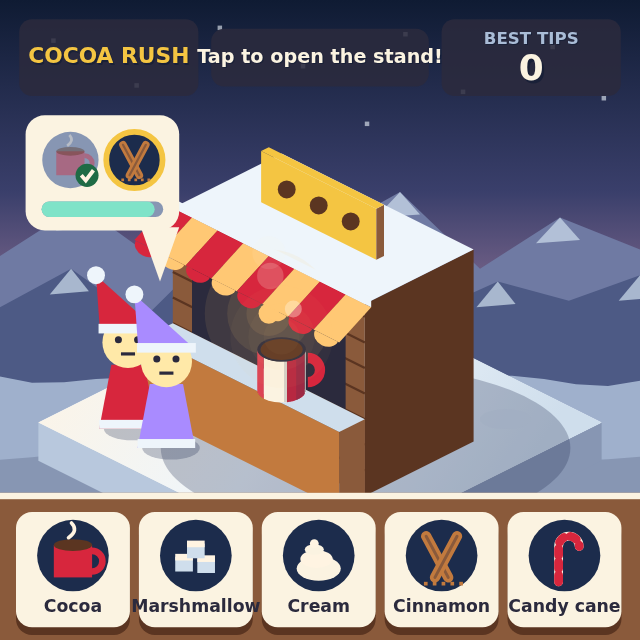 COCOA RUSH
Tap to open the stand!
BEST TIPS
0
Cocoa
Marshmallow
Cream
Cinnamon
Candy cane